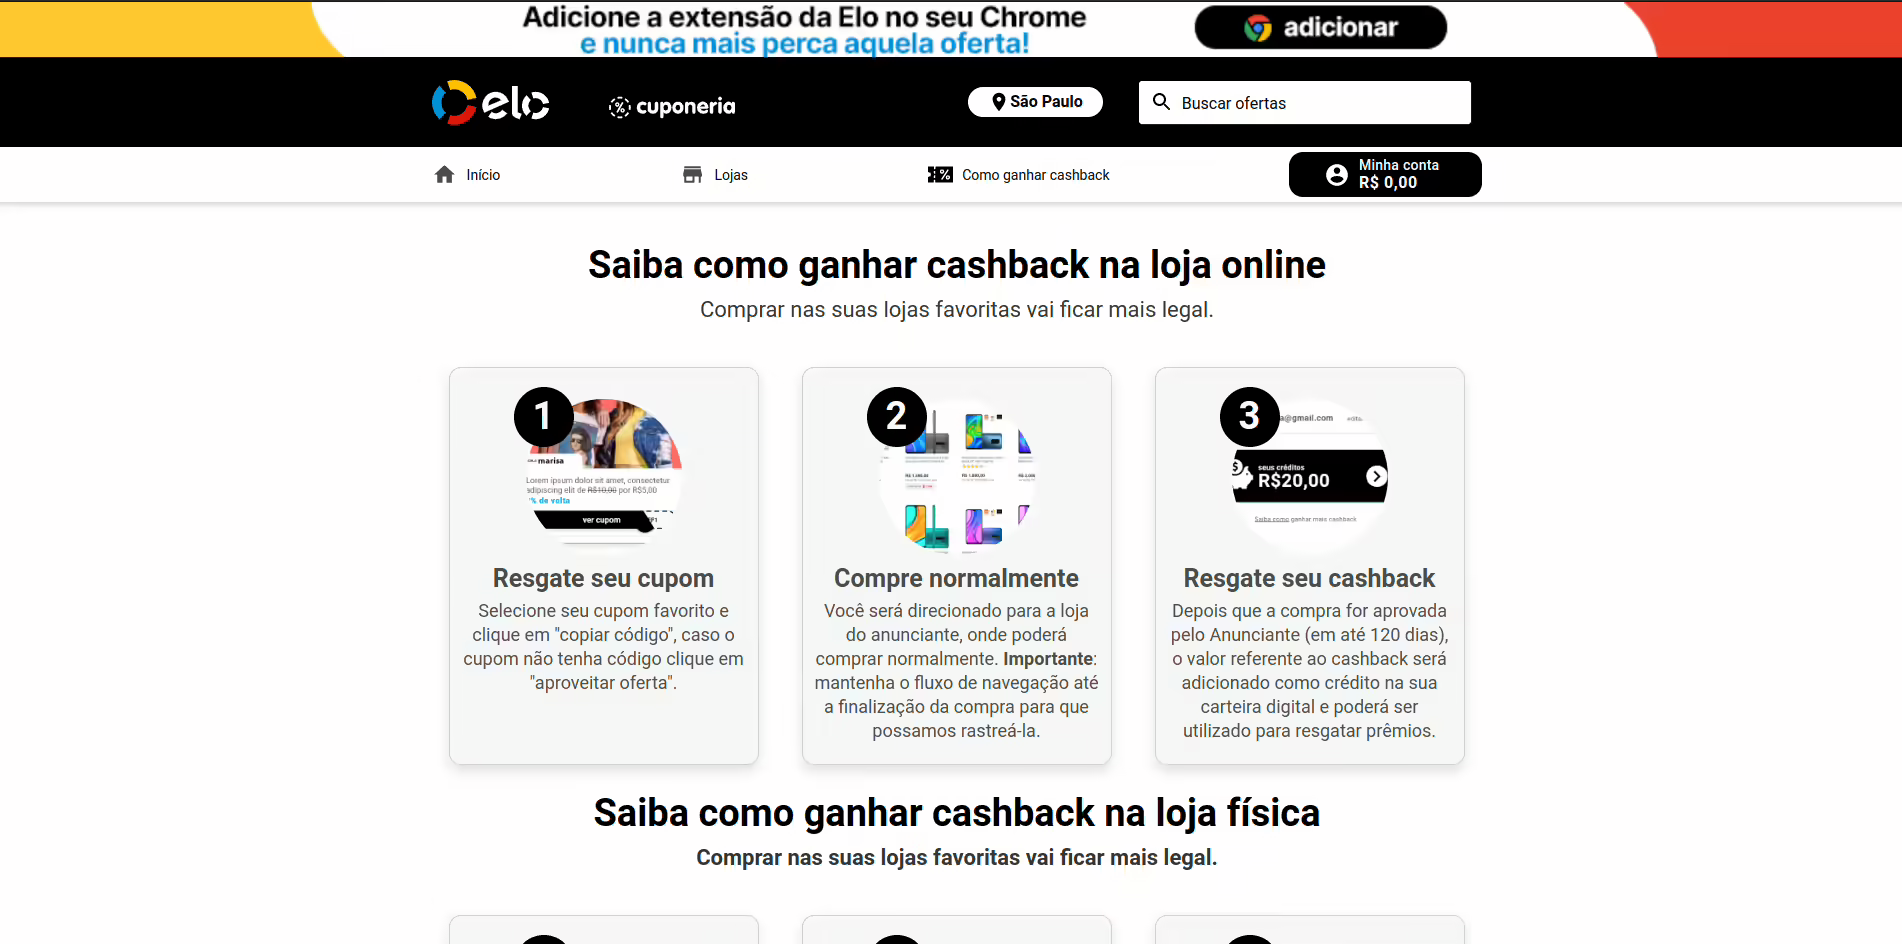 Adicione a extensão da Elo no seu Chrome
e nunca mais perca aquela oferta!
adicionar
elo
cuponeria
São Paulo
Buscar ofertas
Início
Lojas
Como ganhar cashback
Minha conta
R$ 0,00
Saiba como ganhar cashback na loja online
Comprar nas suas lojas favoritas vai ficar mais legal.
1
marisa
Lorem ipsum dolor sit amet, consectetur
adipiscing elit de R$10,00 por R$5,00
% de volta
ver cupom
Resgate seu cupom
Selecione seu cupom favorito e
clique em "copiar código", caso o
cupom não tenha código clique em
"aproveitar oferta".
2
Compre normalmente
Você será direcionado para a loja
do anunciante, onde poderá
comprar normalmente. Importante:
mantenha o fluxo de navegação até
a finalização da compra para que
possamos rastreá-la.
3
a@gmail.com
edita
seus créditos
R$20,00
Saiba como ganhar mais cashback
Resgate seu cashback
Depois que a compra for aprovada
pelo Anunciante (em até 120 dias),
o valor referente ao cashback será
adicionado como crédito na sua
carteira digital e poderá ser
utilizado para resgatar prêmios.
Saiba como ganhar cashback na loja física
Comprar nas suas lojas favoritas vai ficar mais legal.